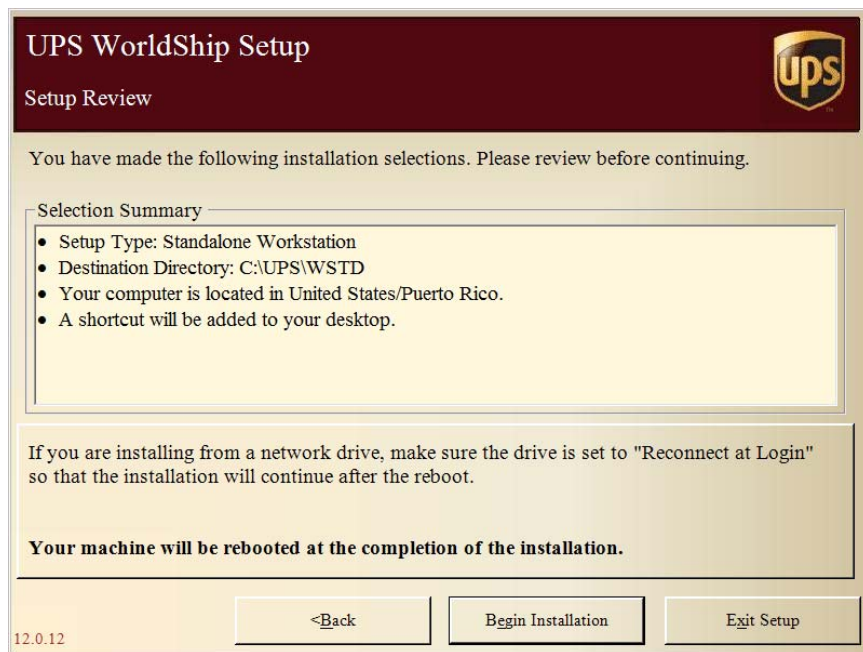 UPS WorldShip Setup
ups
Setup Review
You have made the following installation selections. Please review before continuing.
Selection Summary
● Setup Type: Standalone Workstation
● Destination Directory: C:\UPS\WSTD
● Your computer is located in United States/Puerto Rico.
● A shortcut will be added to your desktop.
If you are installing from a network drive, make sure the drive is set to "Reconnect at Login"
so that the installation will continue after the reboot.
Your machine will be rebooted at the completion of the installation.
<Back
Begin Installation
Exit Setup
12.0.12